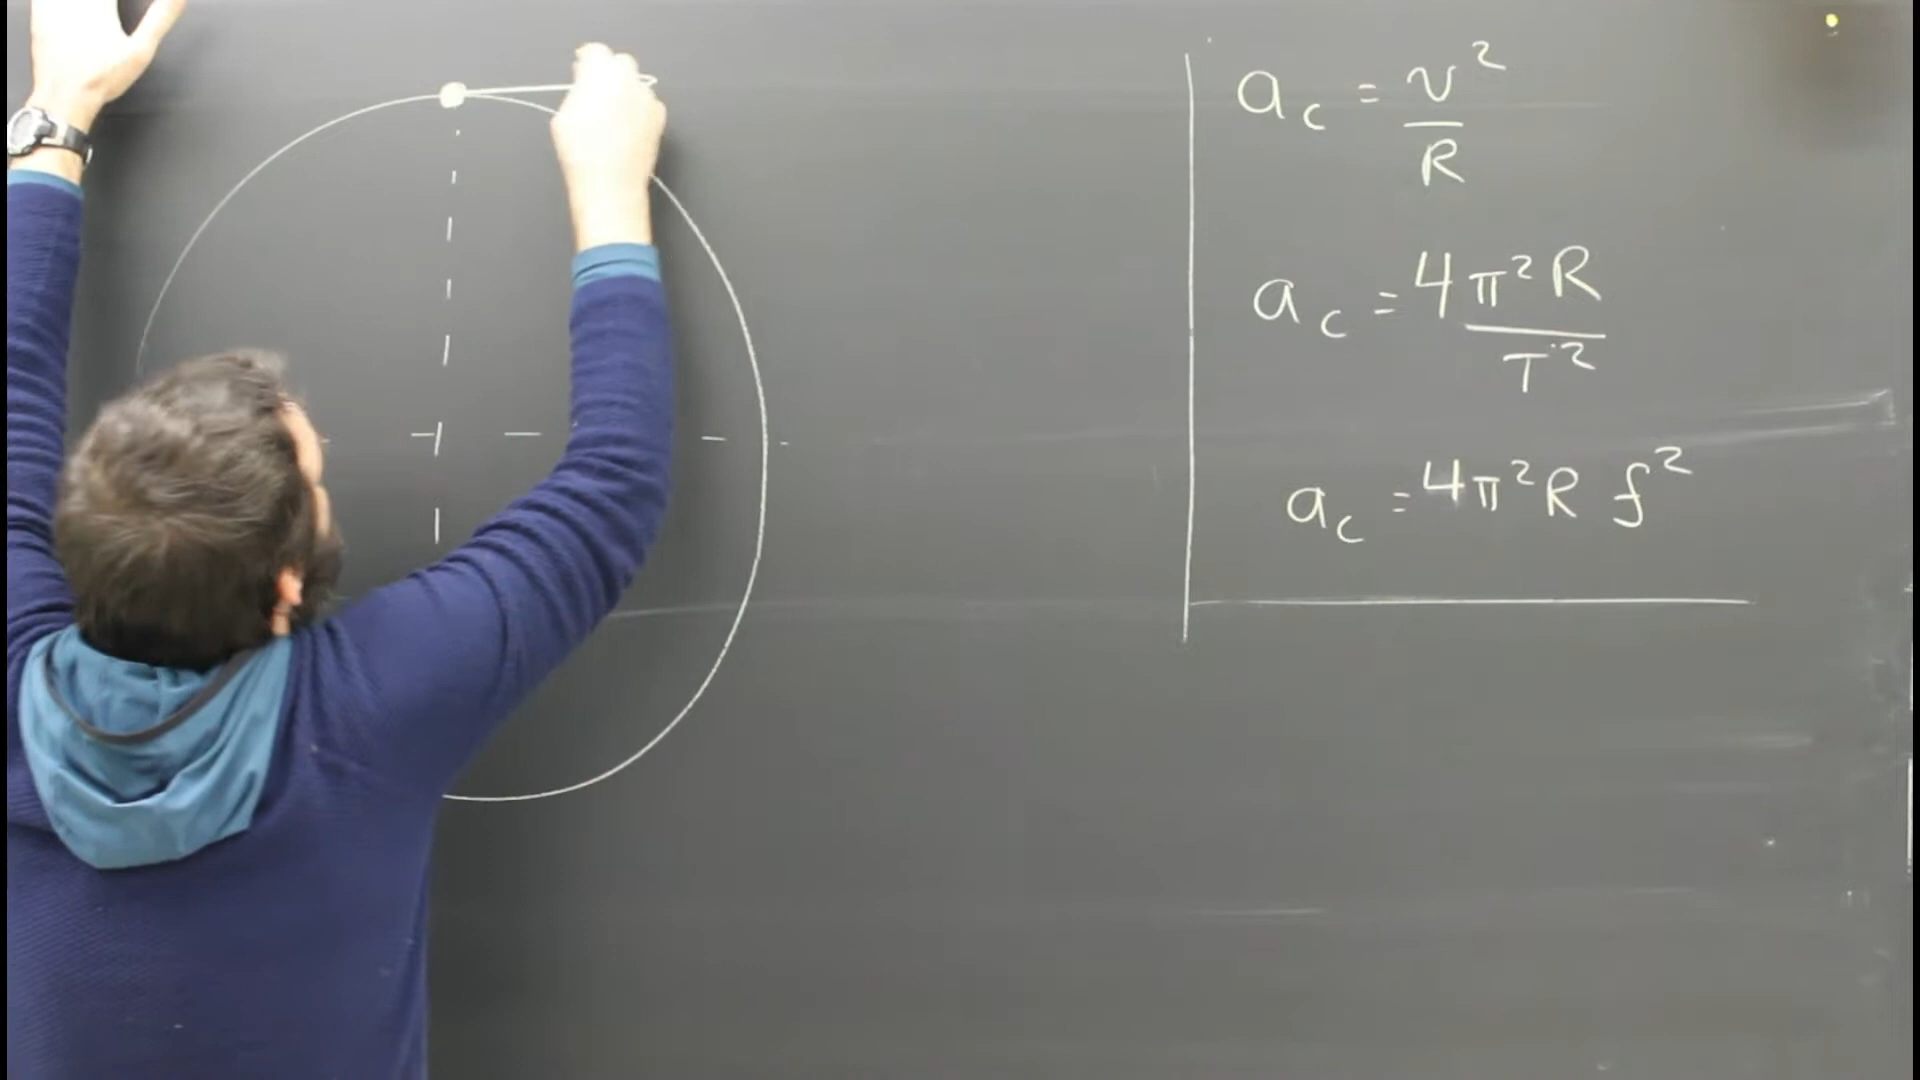 a_c = v² / R
a_c = 4π²R / T²
a_c = 4π²R f²